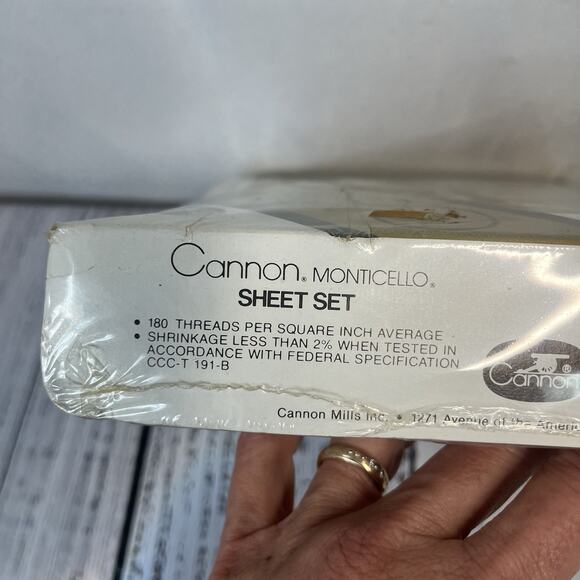 Cannon® MONTICELLO®
SHEET SET
• 180 THREADS PER SQUARE INCH AVERAGE
• SHRINKAGE LESS THAN 2% WHEN TESTED IN
ACCORDANCE WITH FEDERAL SPECIFICATION
CCC-T 191-B
Cannon®
Cannon Mills Inc. • 1271 Avenue of the Americ